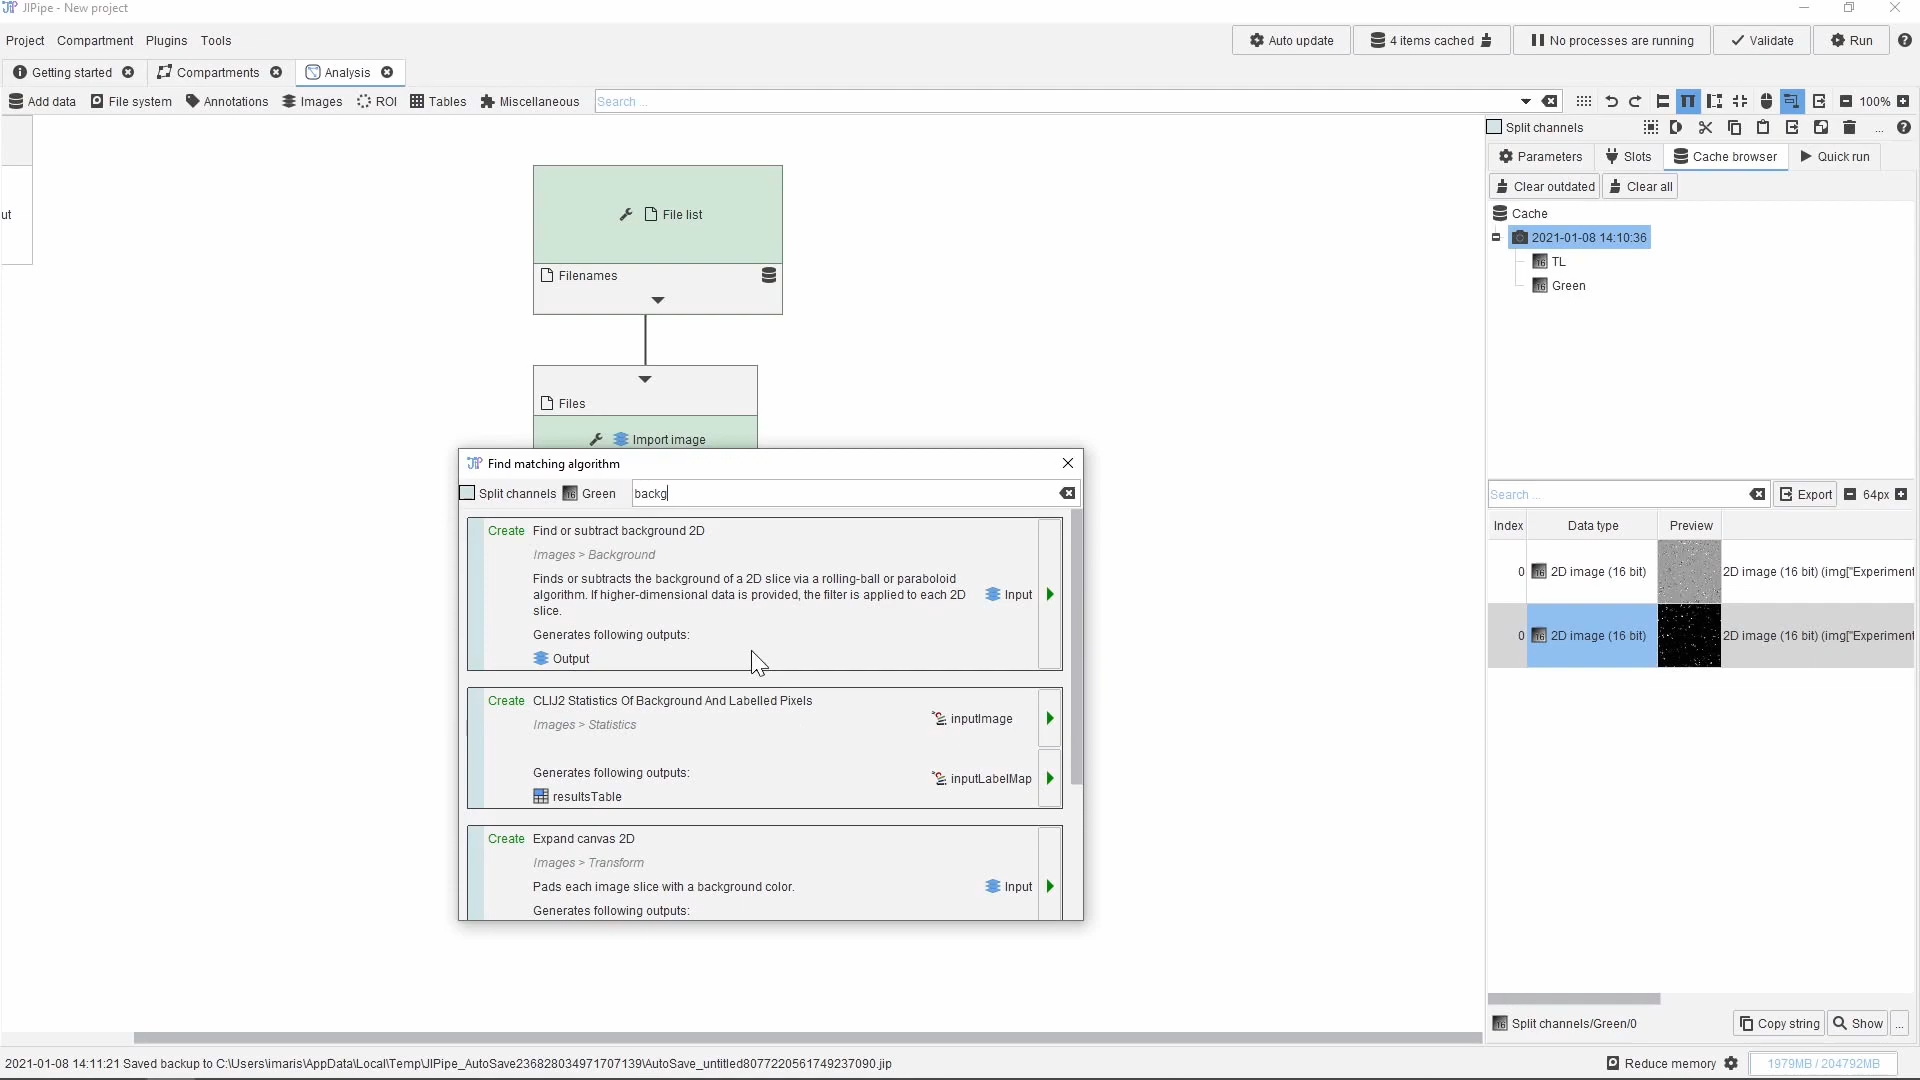 JIPipe - New project
Project Compartment Plugins Tools
Auto update 4 items cached No processes are running Validate Run
Getting started Compartments Analysis
Add data File system Annotations Images ROI Tables Miscellaneous Search ... 100%
Split channels ...
Parameters Slots Cache browser Quick run
Clear outdated Clear all
Cache
2021-01-08 14:10:36
TL
Green
ut
File list
Filenames
Files
Import image
Find matching algorithm
Split channels 16 Green backg
Create Find or subtract background 2D
Images > Background
Finds or subtracts the background of a 2D slice via a rolling-ball or paraboloid
algorithm. If higher-dimensional data is provided, the filter is applied to each 2D
slice.
Input
Generates following outputs:
Output
Create CLIJ2 Statistics Of Background And Labelled Pixels
Images > Statistics
inputImage
Generates following outputs:
inputLabelMap
resultsTable
Create Expand canvas 2D
Images > Transform
Pads each image slice with a background color.
Input
Generates following outputs:
Search ... Export 64px
Index Data type Preview
0 16 2D image (16 bit) 2D image (16 bit) (img["Experiment
0 16 2D image (16 bit) 2D image (16 bit) (img["Experiment
Split channels/Green/0 Copy string Show ...
2021-01-08 14:11:21 Saved backup to C:\Users\imaris\AppData\Local\Temp\JIPipe_AutoSave236828034971707139\AutoSave_untitled8077220561749237090.jip
Reduce memory 1979MB / 204792MB